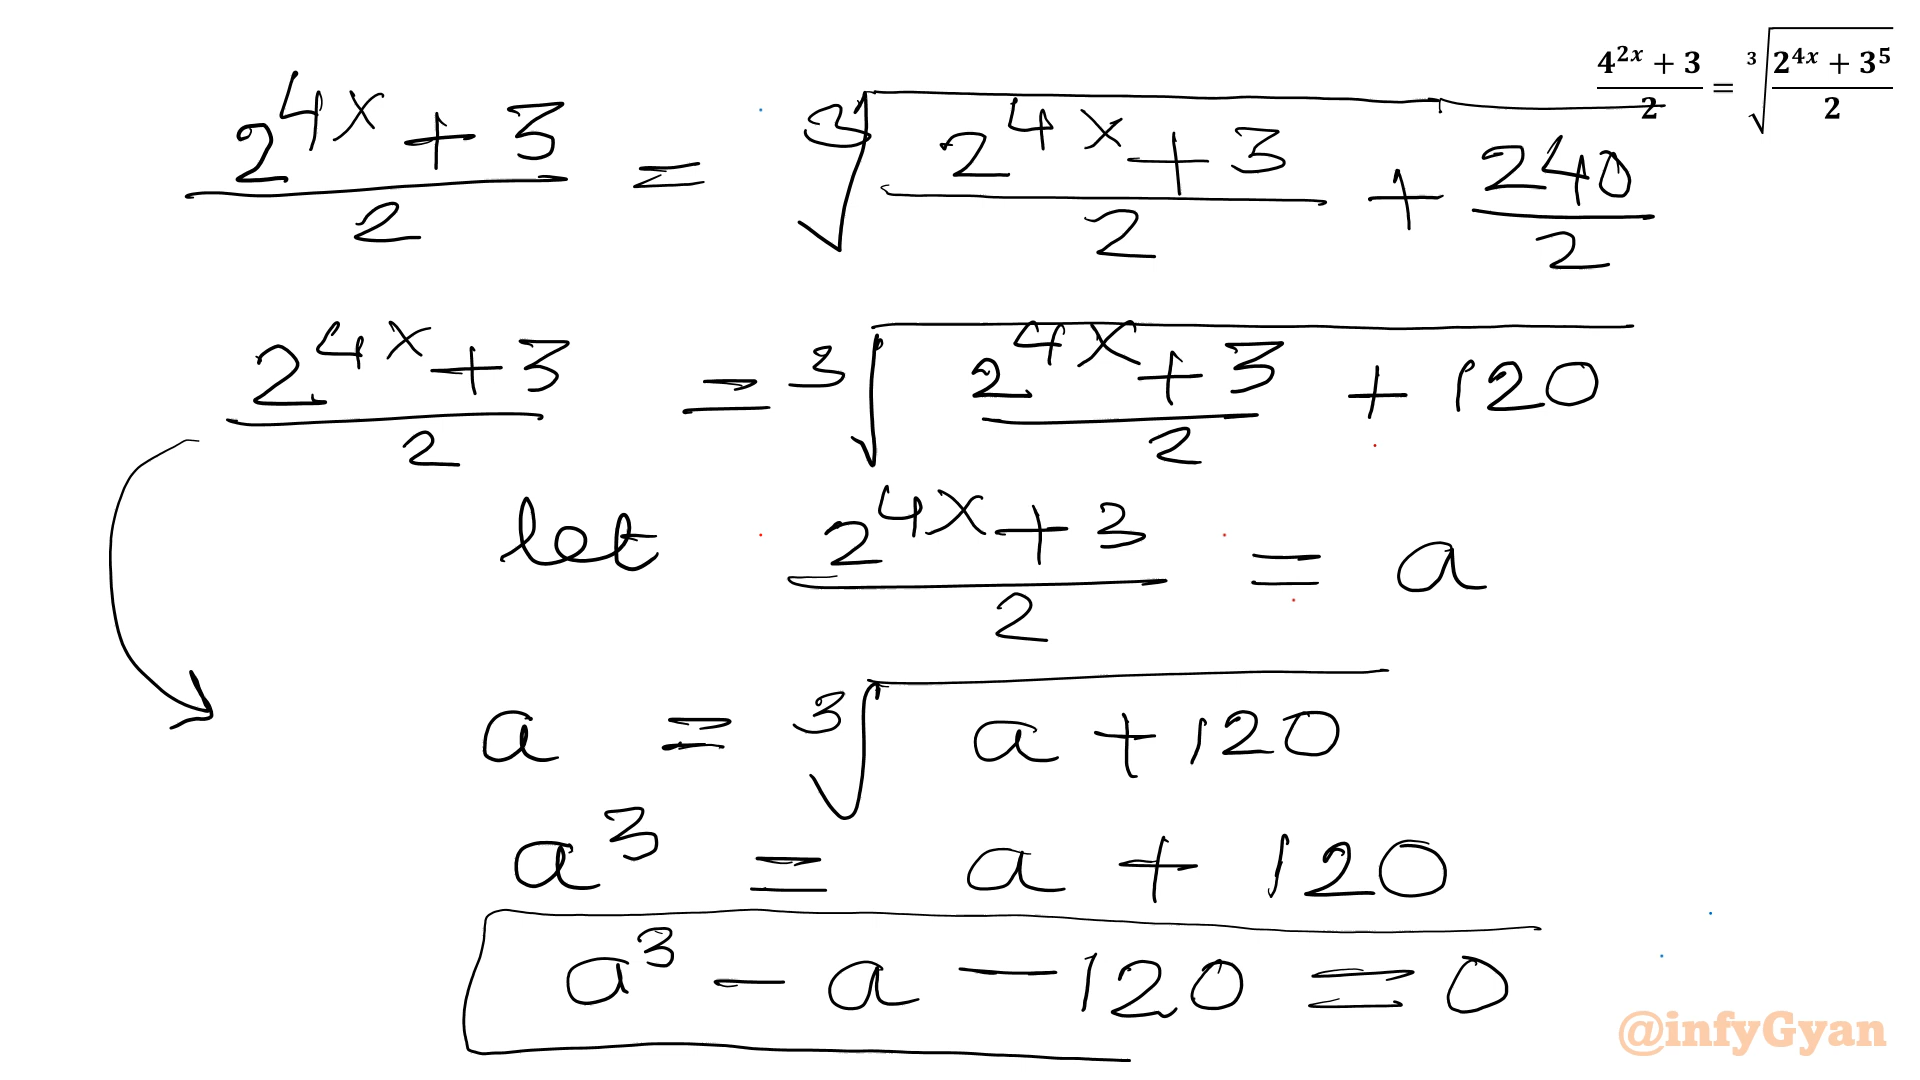 (4^{2x} + 3)/2 = ∛((2^{4x} + 3^5)/2)
(2^{4x} + 3)/2 = ∛((2^{4x} + 3)/2 + 240/2)
(2^{4x} + 3)/2 = ∛((2^{4x} + 3)/2 + 120)
let (2^{4x} + 3)/2 = a
a = ∛(a + 120)
a^3 = a + 120
a^3 - a - 120 = 0
@infyGyan